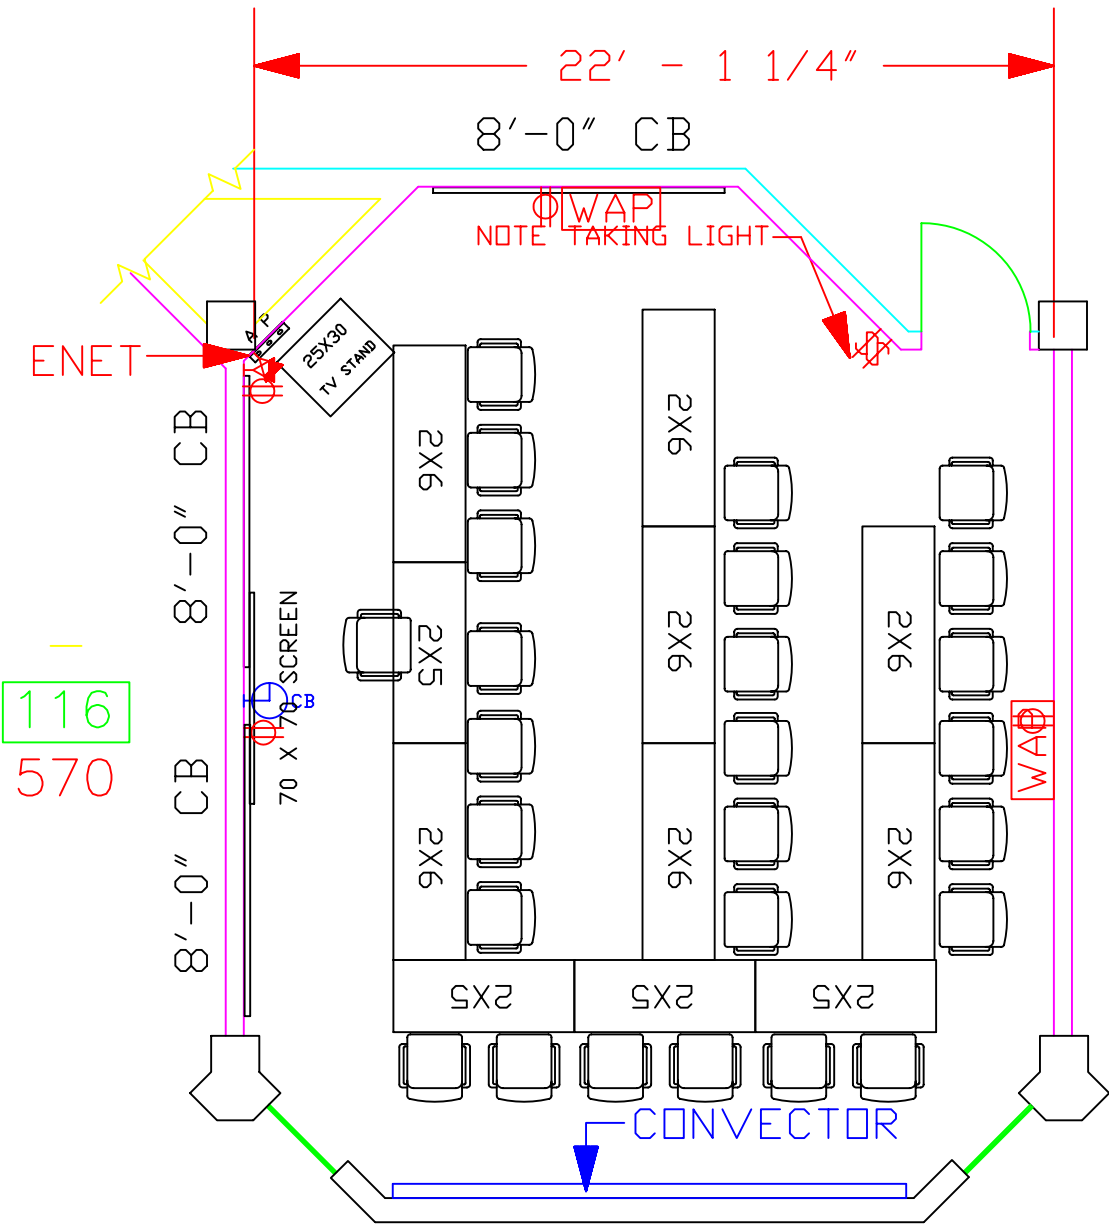 22' - 1 1/4"
8'-0" CB
WAP
NOTE TAKING LIGHT
A P
25X30
TV STAND
ENET
8'-0" CB
2X6
2X6
2X5
2X6
2X6
70 X 70 SCREEN
CB
116
570
WAP
8'-0" CB
2X6
2X6
2X6
2X5
2X5
2X5
CONVECTOR